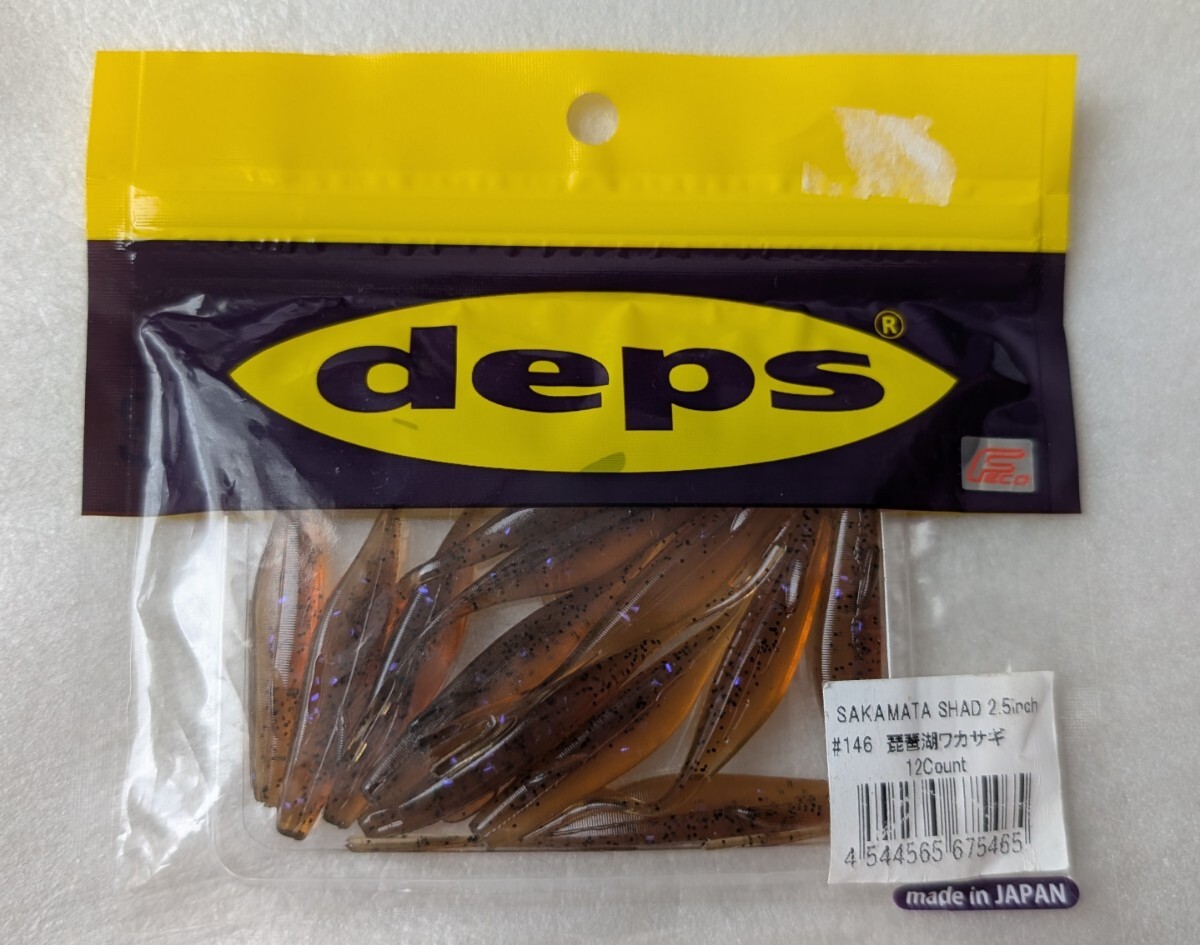 deps®
FECO
SAKAMATA SHAD 2.5inch
#146 琵琶湖ワカサギ
12Count
4 544565 675465
made in JAPAN